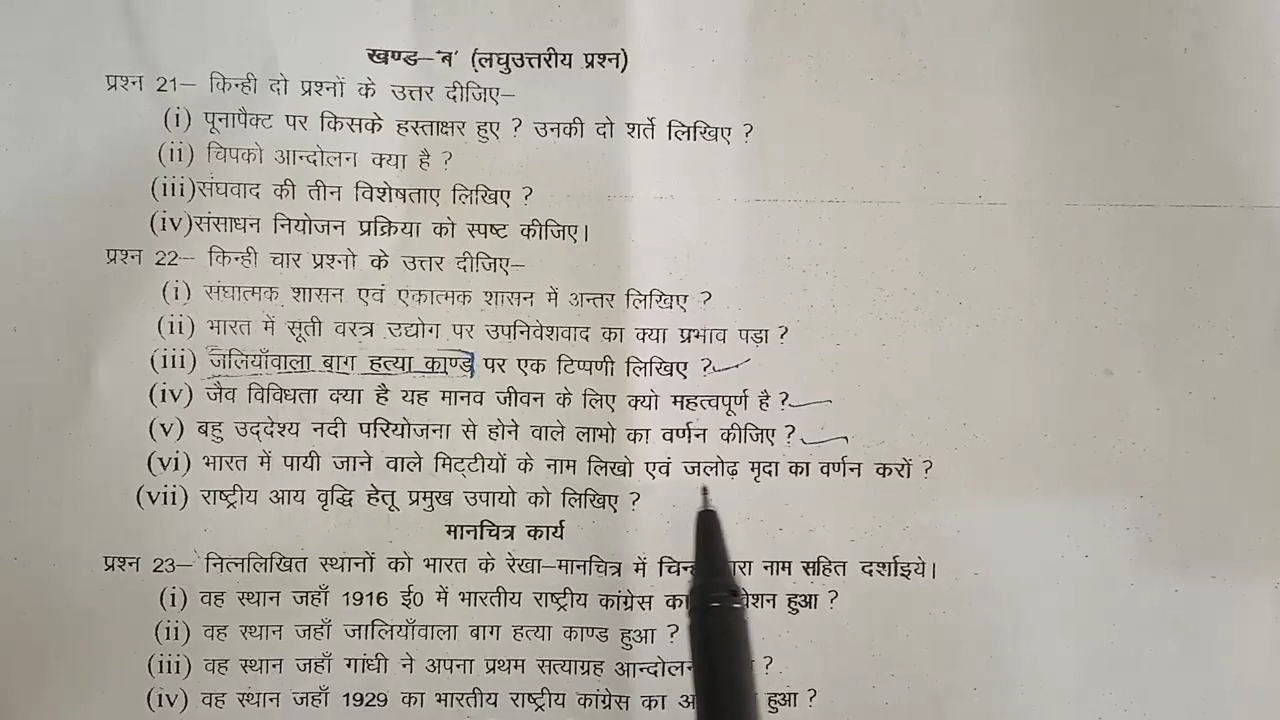 खण्ड–'ब' (लघुउत्तरीय प्रश्न)
प्रश्न 21– किन्ही दो प्रश्नों के उत्तर दीजिए–
(i) पूनापैक्ट पर किसके हस्ताक्षर हुए ? उनकी दो शर्ते लिखिए ?
(ii) चिपको आन्दोलन क्या है ?
(iii)संघवाद की तीन विशेषताए लिखिए ?
(iv)संसाधन नियोजन प्रक्रिया को स्पष्ट कीजिए।
प्रश्न 22– किन्ही चार प्रश्नो के उत्तर दीजिए–
(i) संघात्मक शासन एवं एकात्मक शासन में अन्तर लिखिए ?
(ii) भारत में सूती वस्त्र उद्योग पर उपनिवेशवाद का क्या प्रभाव पड़ा ?
(iii) जलियाँवाला बाग हत्या काण्ड पर एक टिप्पणी लिखिए ?
(iv) जैव विविधता क्या है यह मानव जीवन के लिए क्यो महत्वपूर्ण है ?
(v) बहु उद्देश्य नदी परियोजना से होने वाले लाभो का वर्णन कीजिए ?
(vi) भारत में पायी जाने वाले मिट्टीयों के नाम लिखो एवं जलोढ़ मृदा का वर्णन करों ?
(vii) राष्ट्रीय आय वृद्धि हेतू प्रमुख उपायो को लिखिए ?
मानचित्र कार्य
प्रश्न 23– नित्नलिखित स्थानों को भारत के रेखा–मानचित्र में नाम सहित दर्शाइये।
(i) वह स्थान जहाँ 1916 ई0 में भारतीय राष्ट्रीय कांग्रेस का हुआ ?
(ii) वह स्थान जहाँ जालियाँवाला बाग हत्या काण्ड हुआ ?
(iii) वह स्थान जहाँ गांधी ने अपना प्रथम सत्याग्रह ?
(iv) वह स्थान जहाँ 1929 का भारतीय राष्ट्रीय कांग्रेस का हुआ ?